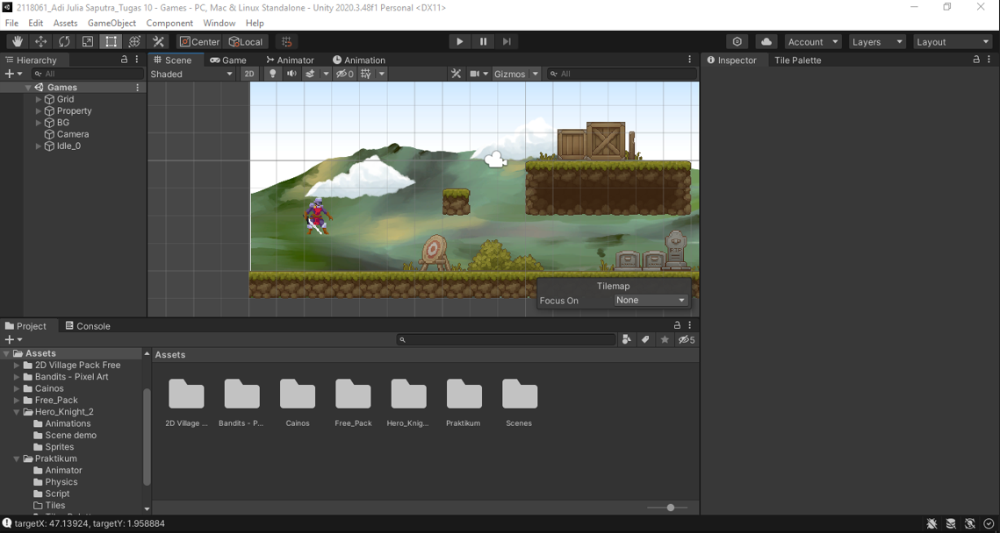 2118061_Adi Julia Saputra_Tugas 10 - Games - PC, Mac & Linux Standalone - Unity 2020.3.48f1 Personal <DX11>
File Edit Assets GameObject Component Window Help
Center Local Account Layers Layout
Hierarchy Scene Game Animator Animation Inspector Tile Palette
All Shaded 2D 0 Gizmos All
Games
Grid
Property
BG
Camera
Idle_0
RIP
Tilemap
Focus On None
Project Console
5
Assets
2D Village Pack Free
Bandits - Pixel Art
Cainos
Free_Pack
Hero_Knight_2
Animations
Scene demo
Sprites
Praktikum
Animator
Physics
Script
Tiles
Assets
2D Village ... Bandits - P... Cainos Free_Pack Hero_Knig... Praktikum Scenes
targetX: 47.13924, targetY: 1.958884